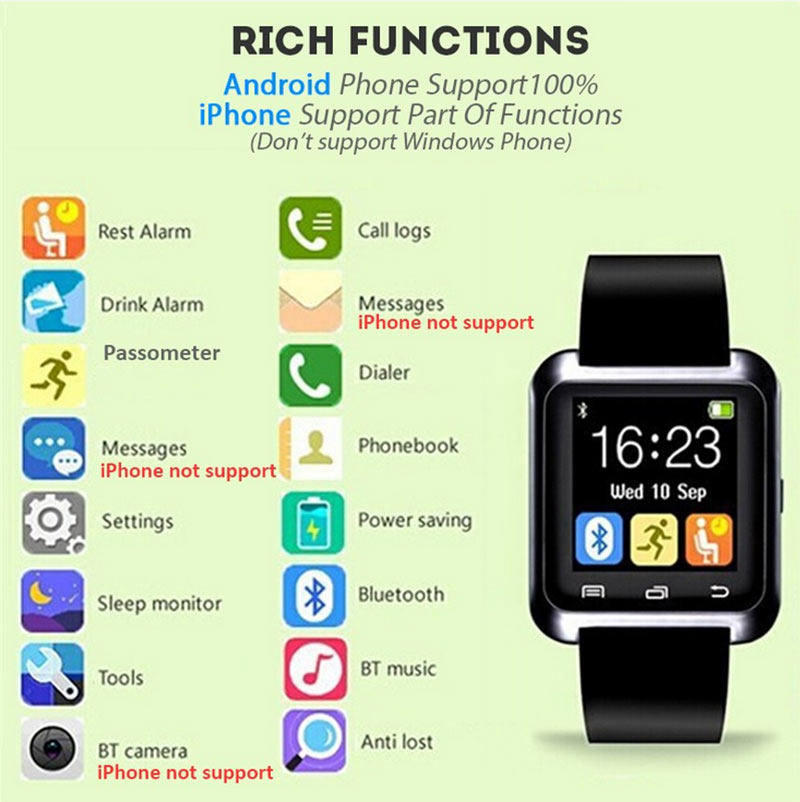 RICH FUNCTIONS
Android Phone Support100%
iPhone Support Part Of Functions
(Don't support Windows Phone)
Rest Alarm
Drink Alarm
Passometer
Messages
iPhone not support
Settings
Sleep monitor
Tools
BT camera
iPhone not support
Call logs
Messages
iPhone not support
Dialer
Phonebook
Power saving
Bluetooth
BT music
Anti lost
16:23
Wed 10 Sep